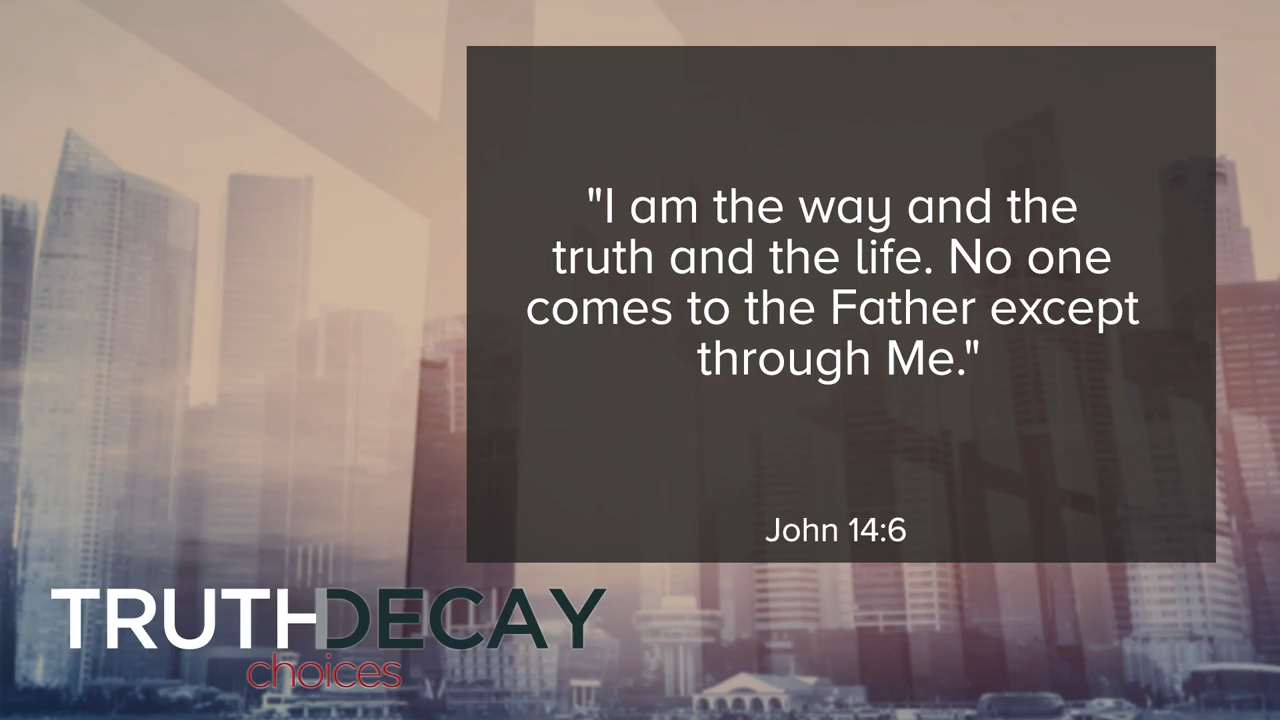 "I am the way and the
truth and the life. No one
comes to the Father except
through Me."
John 14:6
TRUTHDECAY
choices